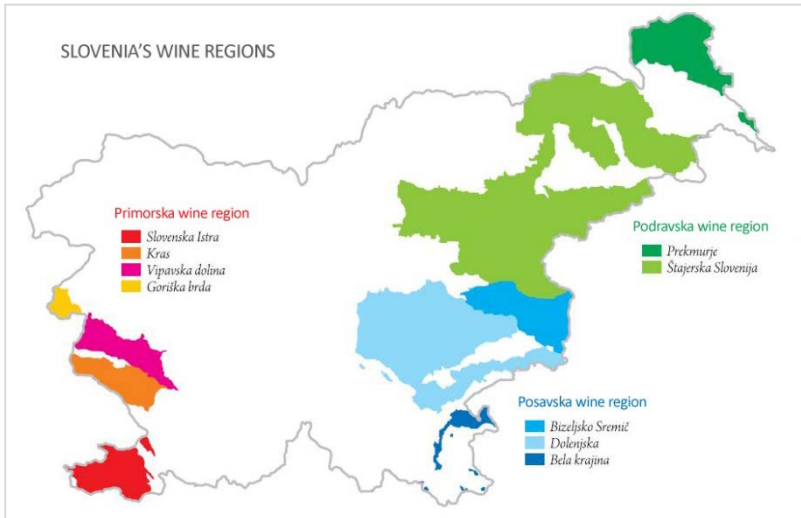 SLOVENIA'S WINE REGIONS
Primorska wine region
Slovenska Istra
Kras
Vipavska dolina
Goriška brda
Podravska wine region
Prekmurje
Štajerska Slovenija
Posavska wine region
Bizeljsko Sremič
Dolenjska
Bela krajina